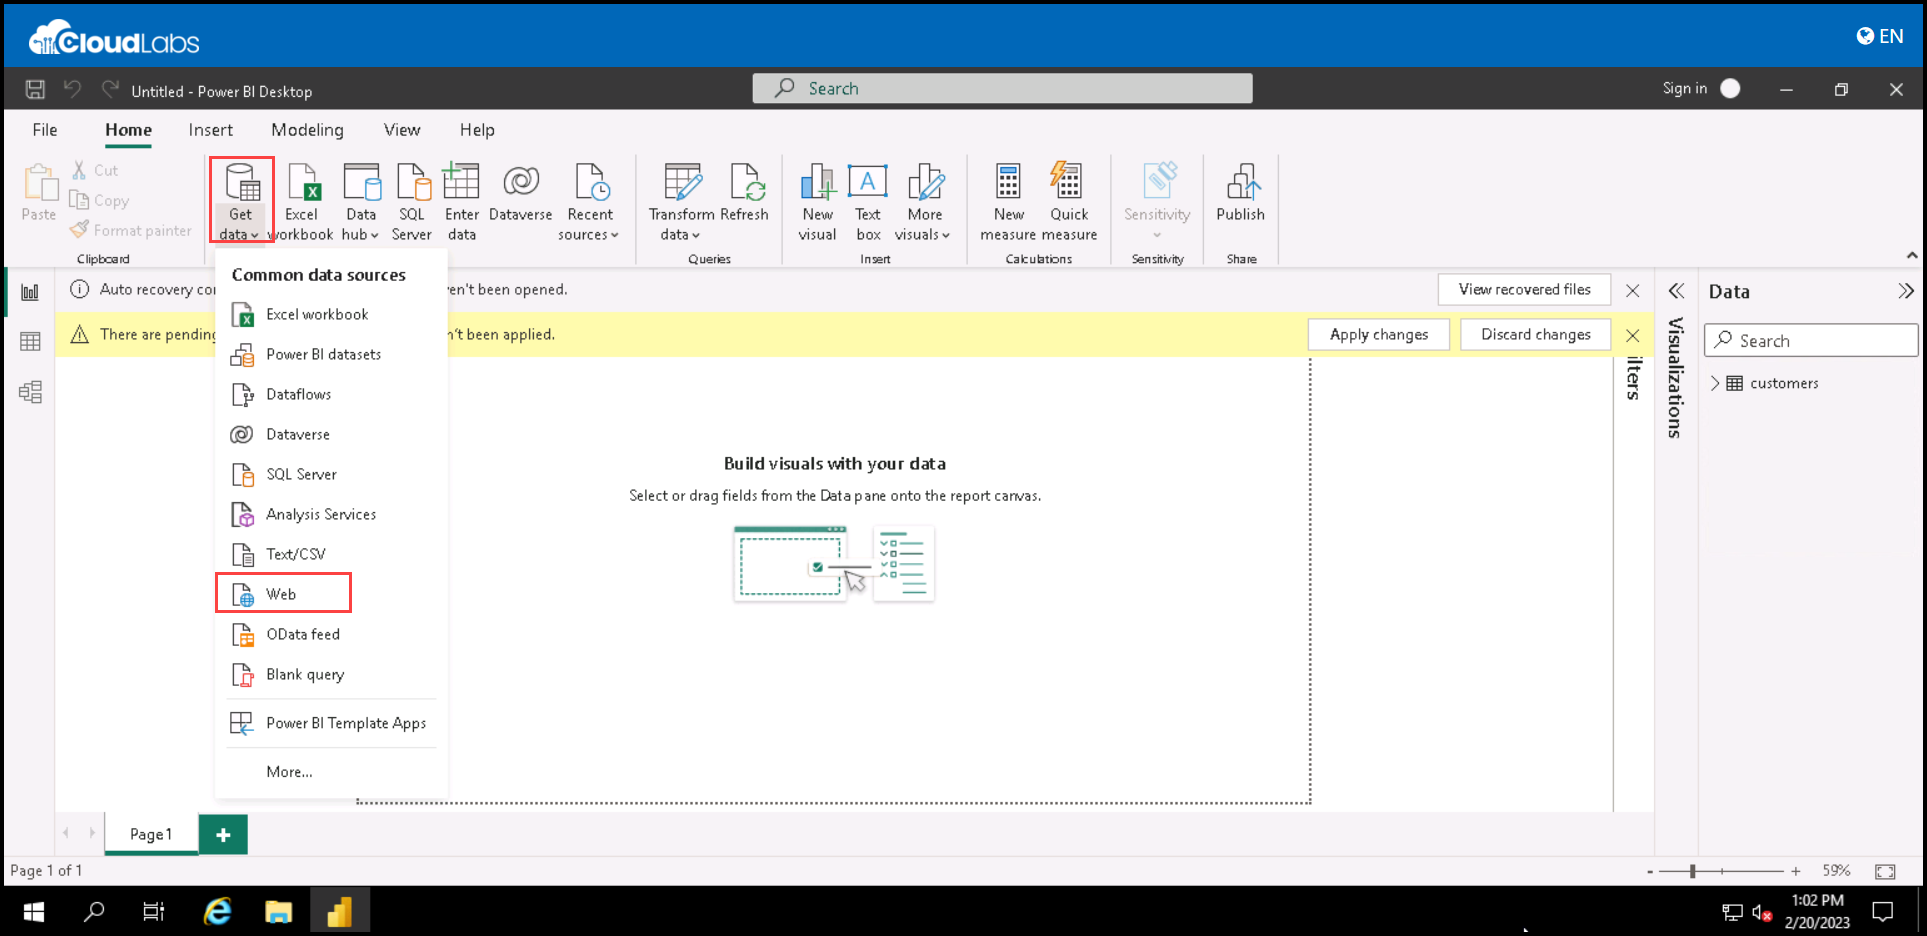 CloudLabs
EN
Untitled - Power BI Desktop
Search
Sign in
File
Home
Insert
Modeling
View
Help
Paste
Cut
Copy
Format painter
Clipboard
Get data
Excel workbook
Data hub
SQL Server
Enter data
Dataverse
Recent sources
Transform data
Refresh
Queries
New visual
Text box
More visuals
Insert
New measure
Quick measure
Calculations
Sensitivity
Sensitivity
Publish
Share
Common data sources
Excel workbook
Power BI datasets
Dataflows
Dataverse
SQL Server
Analysis Services
Text/CSV
Web
OData feed
Blank query
Power BI Template Apps
More...
Auto recovery
n't been opened.
View recovered files
There are pending
n't been applied.
Apply changes
Discard changes
Build visuals with your data
Select or drag fields from the Data pane onto the report canvas.
ilters
Visualizations
Data
Search
customers
Page 1
Page 1 of 1
- + 59%
1:02 PM
2/20/2023